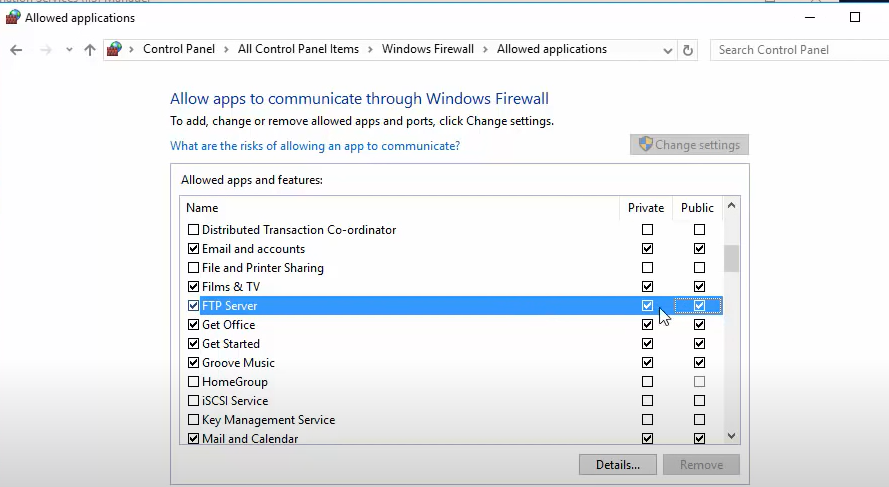 Allowed applications
Control Panel > All Control Panel Items > Windows Firewall > Allowed applications
Search Control Panel
Allow apps to communicate through Windows Firewall
To add, change or remove allowed apps and ports, click Change settings.
What are the risks of allowing an app to communicate?
Change settings
Allowed apps and features:
Name Private Public
Distributed Transaction Co-ordinator
Email and accounts
File and Printer Sharing
Films & TV
FTP Server
Get Office
Get Started
Groove Music
HomeGroup
iSCSI Service
Key Management Service
Mail and Calendar
Details... Remove